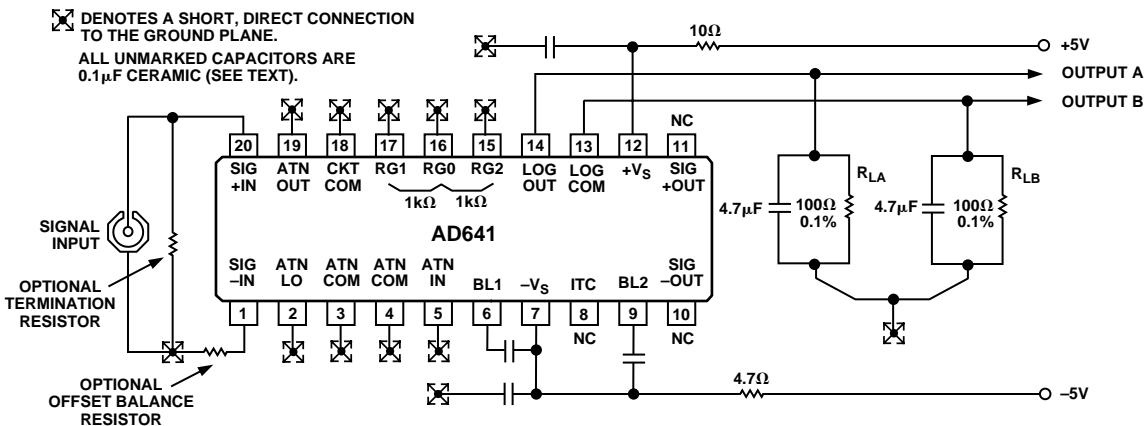 DENOTES A SHORT, DIRECT CONNECTION
TO THE GROUND PLANE.
ALL UNMARKED CAPACITORS ARE
0.1μF CERAMIC (SEE TEXT).
10Ω
+5V
OUTPUT A
OUTPUT B
NC
20 19 18 17 16 15 14 13 12 11
SIG +IN
ATN OUT
CKT COM
RG1
RG0
RG2
LOG OUT
LOG COM
+VS
SIG +OUT
1kΩ 1kΩ
AD641
SIGNAL
INPUT
OPTIONAL
TERMINATION
RESISTOR
SIG –IN
ATN LO
ATN COM
ATN COM
ATN IN
BL1
–VS
ITC
BL2
SIG –OUT
1 2 3 4 5 6 7 8 9 10
NC
NC
OPTIONAL
OFFSET BALANCE
RESISTOR
4.7Ω
–5V
RLA
4.7μF
100Ω
0.1%
RLB
4.7μF
100Ω
0.1%